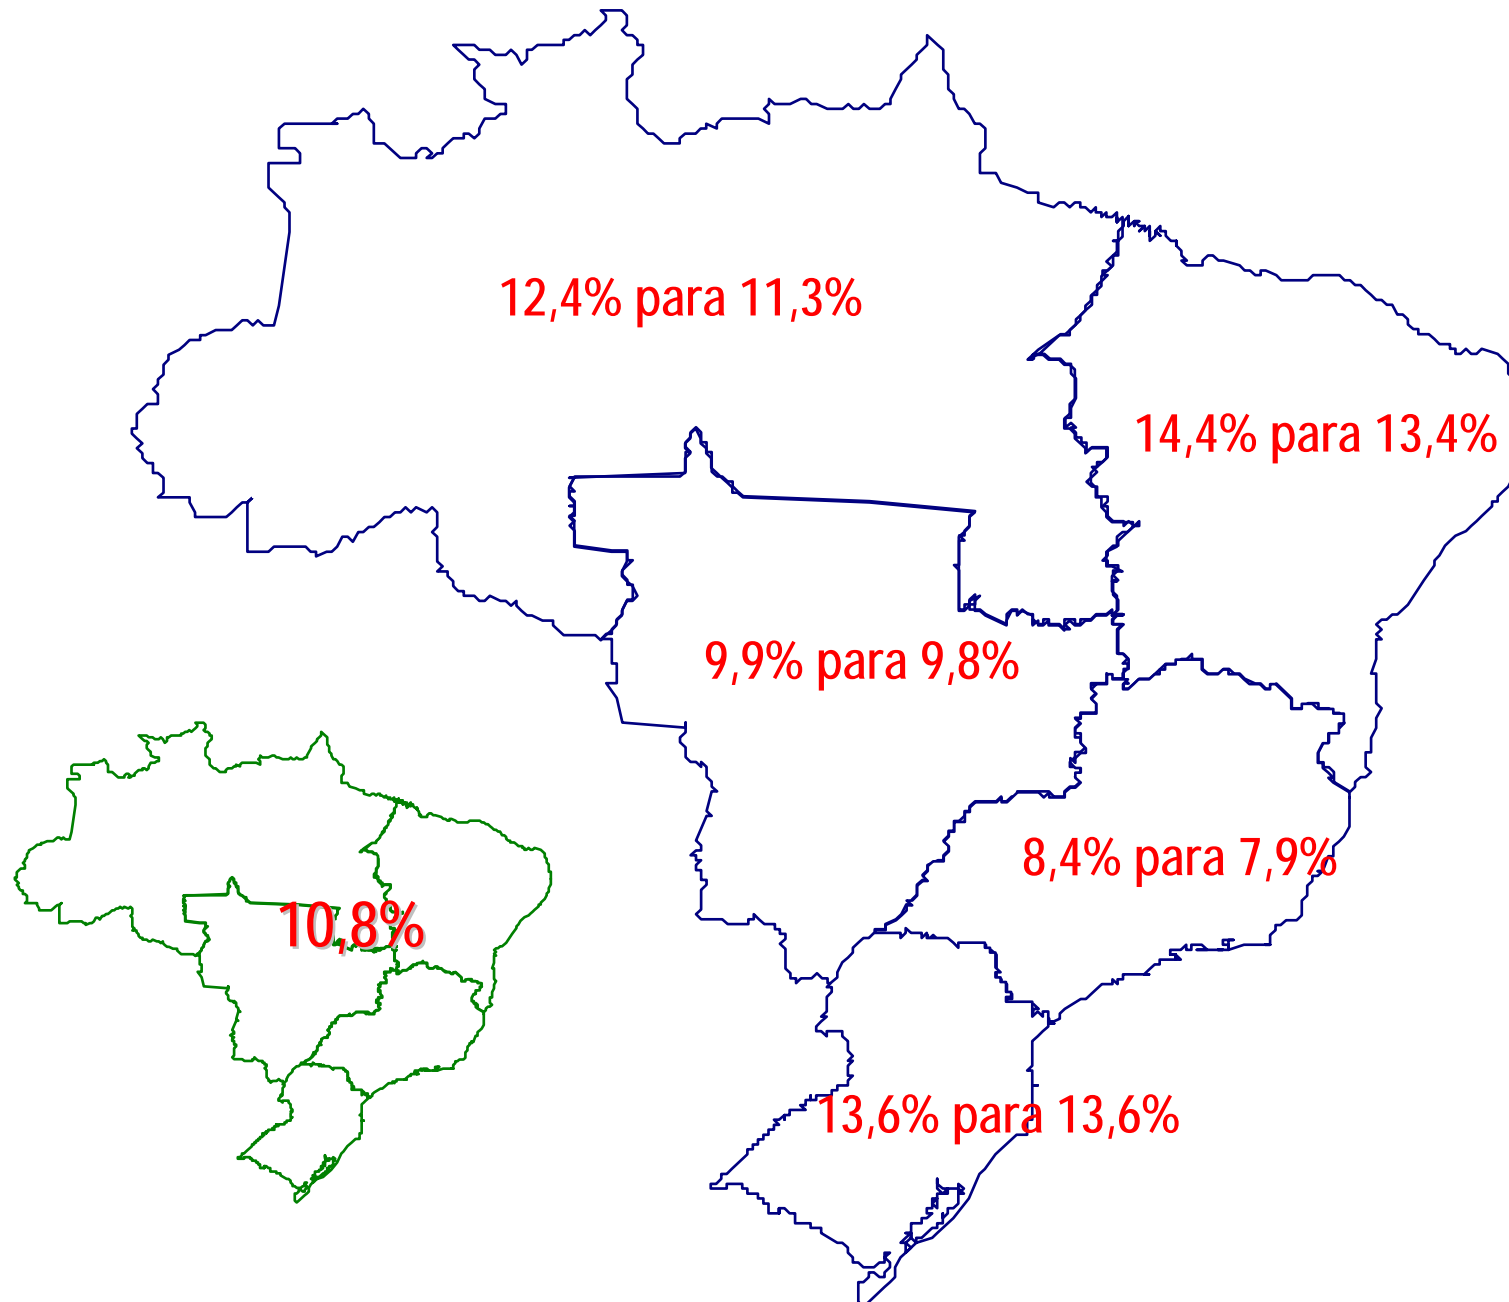 12,4% para 11,3%
14,4% para 13,4%
9,9% para 9,8%
8,4% para 7,9%
10,8%
13,6% para 13,6%